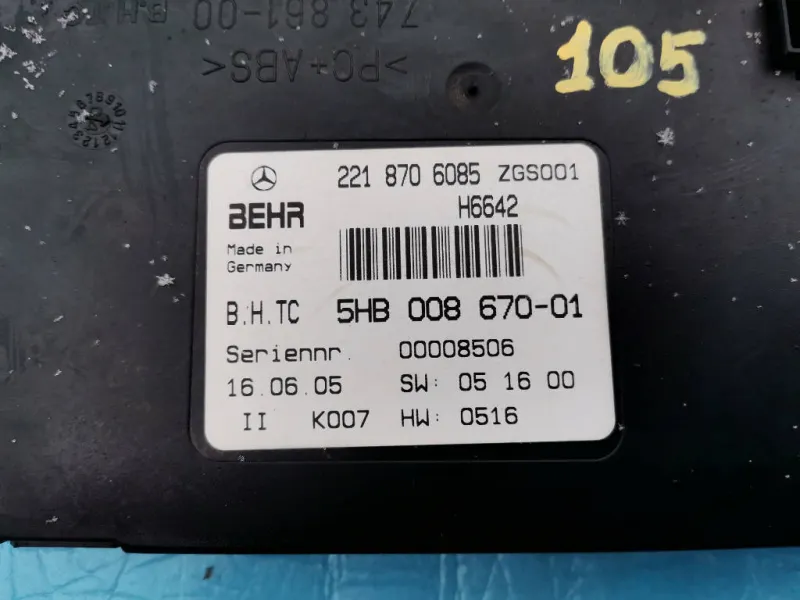 743 861-00 B.H.TC
>PC+ABS<
105
221 870 6085 ZGS001
BEHR
H6642
Made in
Germany
B.H.TC 5HB 008 670-01
Seriennr. 00008506
16.06.05 SW: 05 16 00
II K007 HW: 0516